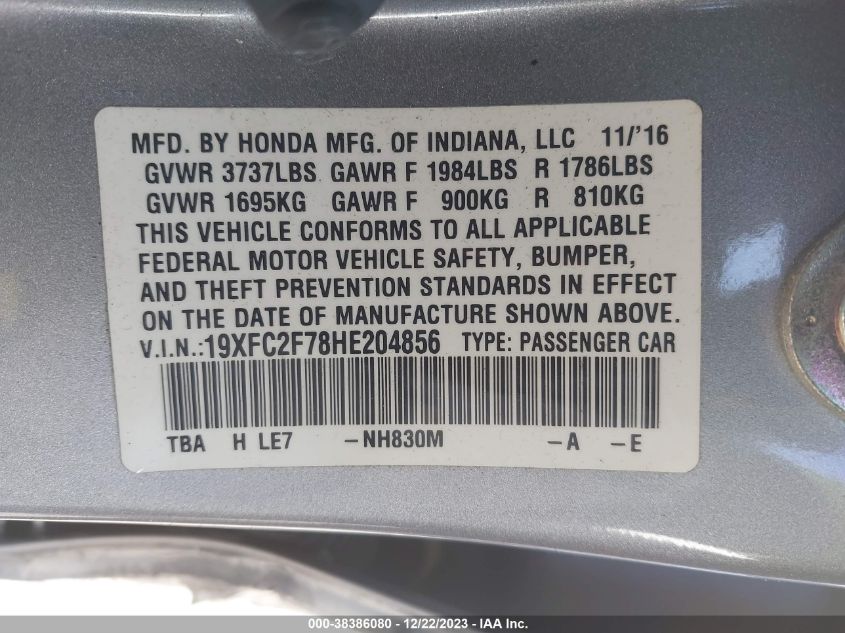 MFD. BY HONDA MFG. OF INDIANA, LLC 11/'16
GVWR 3737LBS GAWR F 1984LBS R 1786LBS
GVWR 1695KG GAWR F 900KG R 810KG
THIS VEHICLE CONFORMS TO ALL APPLICABLE
FEDERAL MOTOR VEHICLE SAFETY, BUMPER,
AND THEFT PREVENTION STANDARDS IN EFFECT
ON THE DATE OF MANUFACTURE SHOWN ABOVE.
V.I.N.:19XFC2F78HE204856 TYPE: PASSENGER CAR
TBA H LE7 -NH830M -A -E
000-38386080 - 12/22/2023 - IAA Inc.